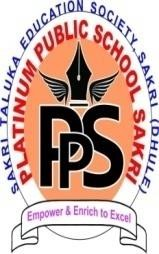 SAKRI TALUKA EDUCATION SOCIETY, SAKRI (DHULE)
PLATINUM PUBLIC SCHOOL SAKRI
PPS
Empower & Enrich to Excel